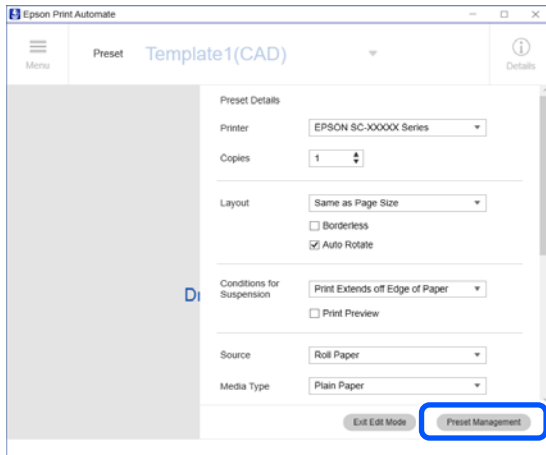 Epson Print Automate
Menu
Preset
Template1(CAD)
Details
Preset Details
Printer
EPSON SC-XXXXX Series
Copies
1
Layout
Same as Page Size
Borderless
Auto Rotate
Conditions for
Suspension
Print Extends off Edge of Paper
Print Preview
Source
Roll Paper
Media Type
Plain Paper
Exit Edit Mode
Preset Management